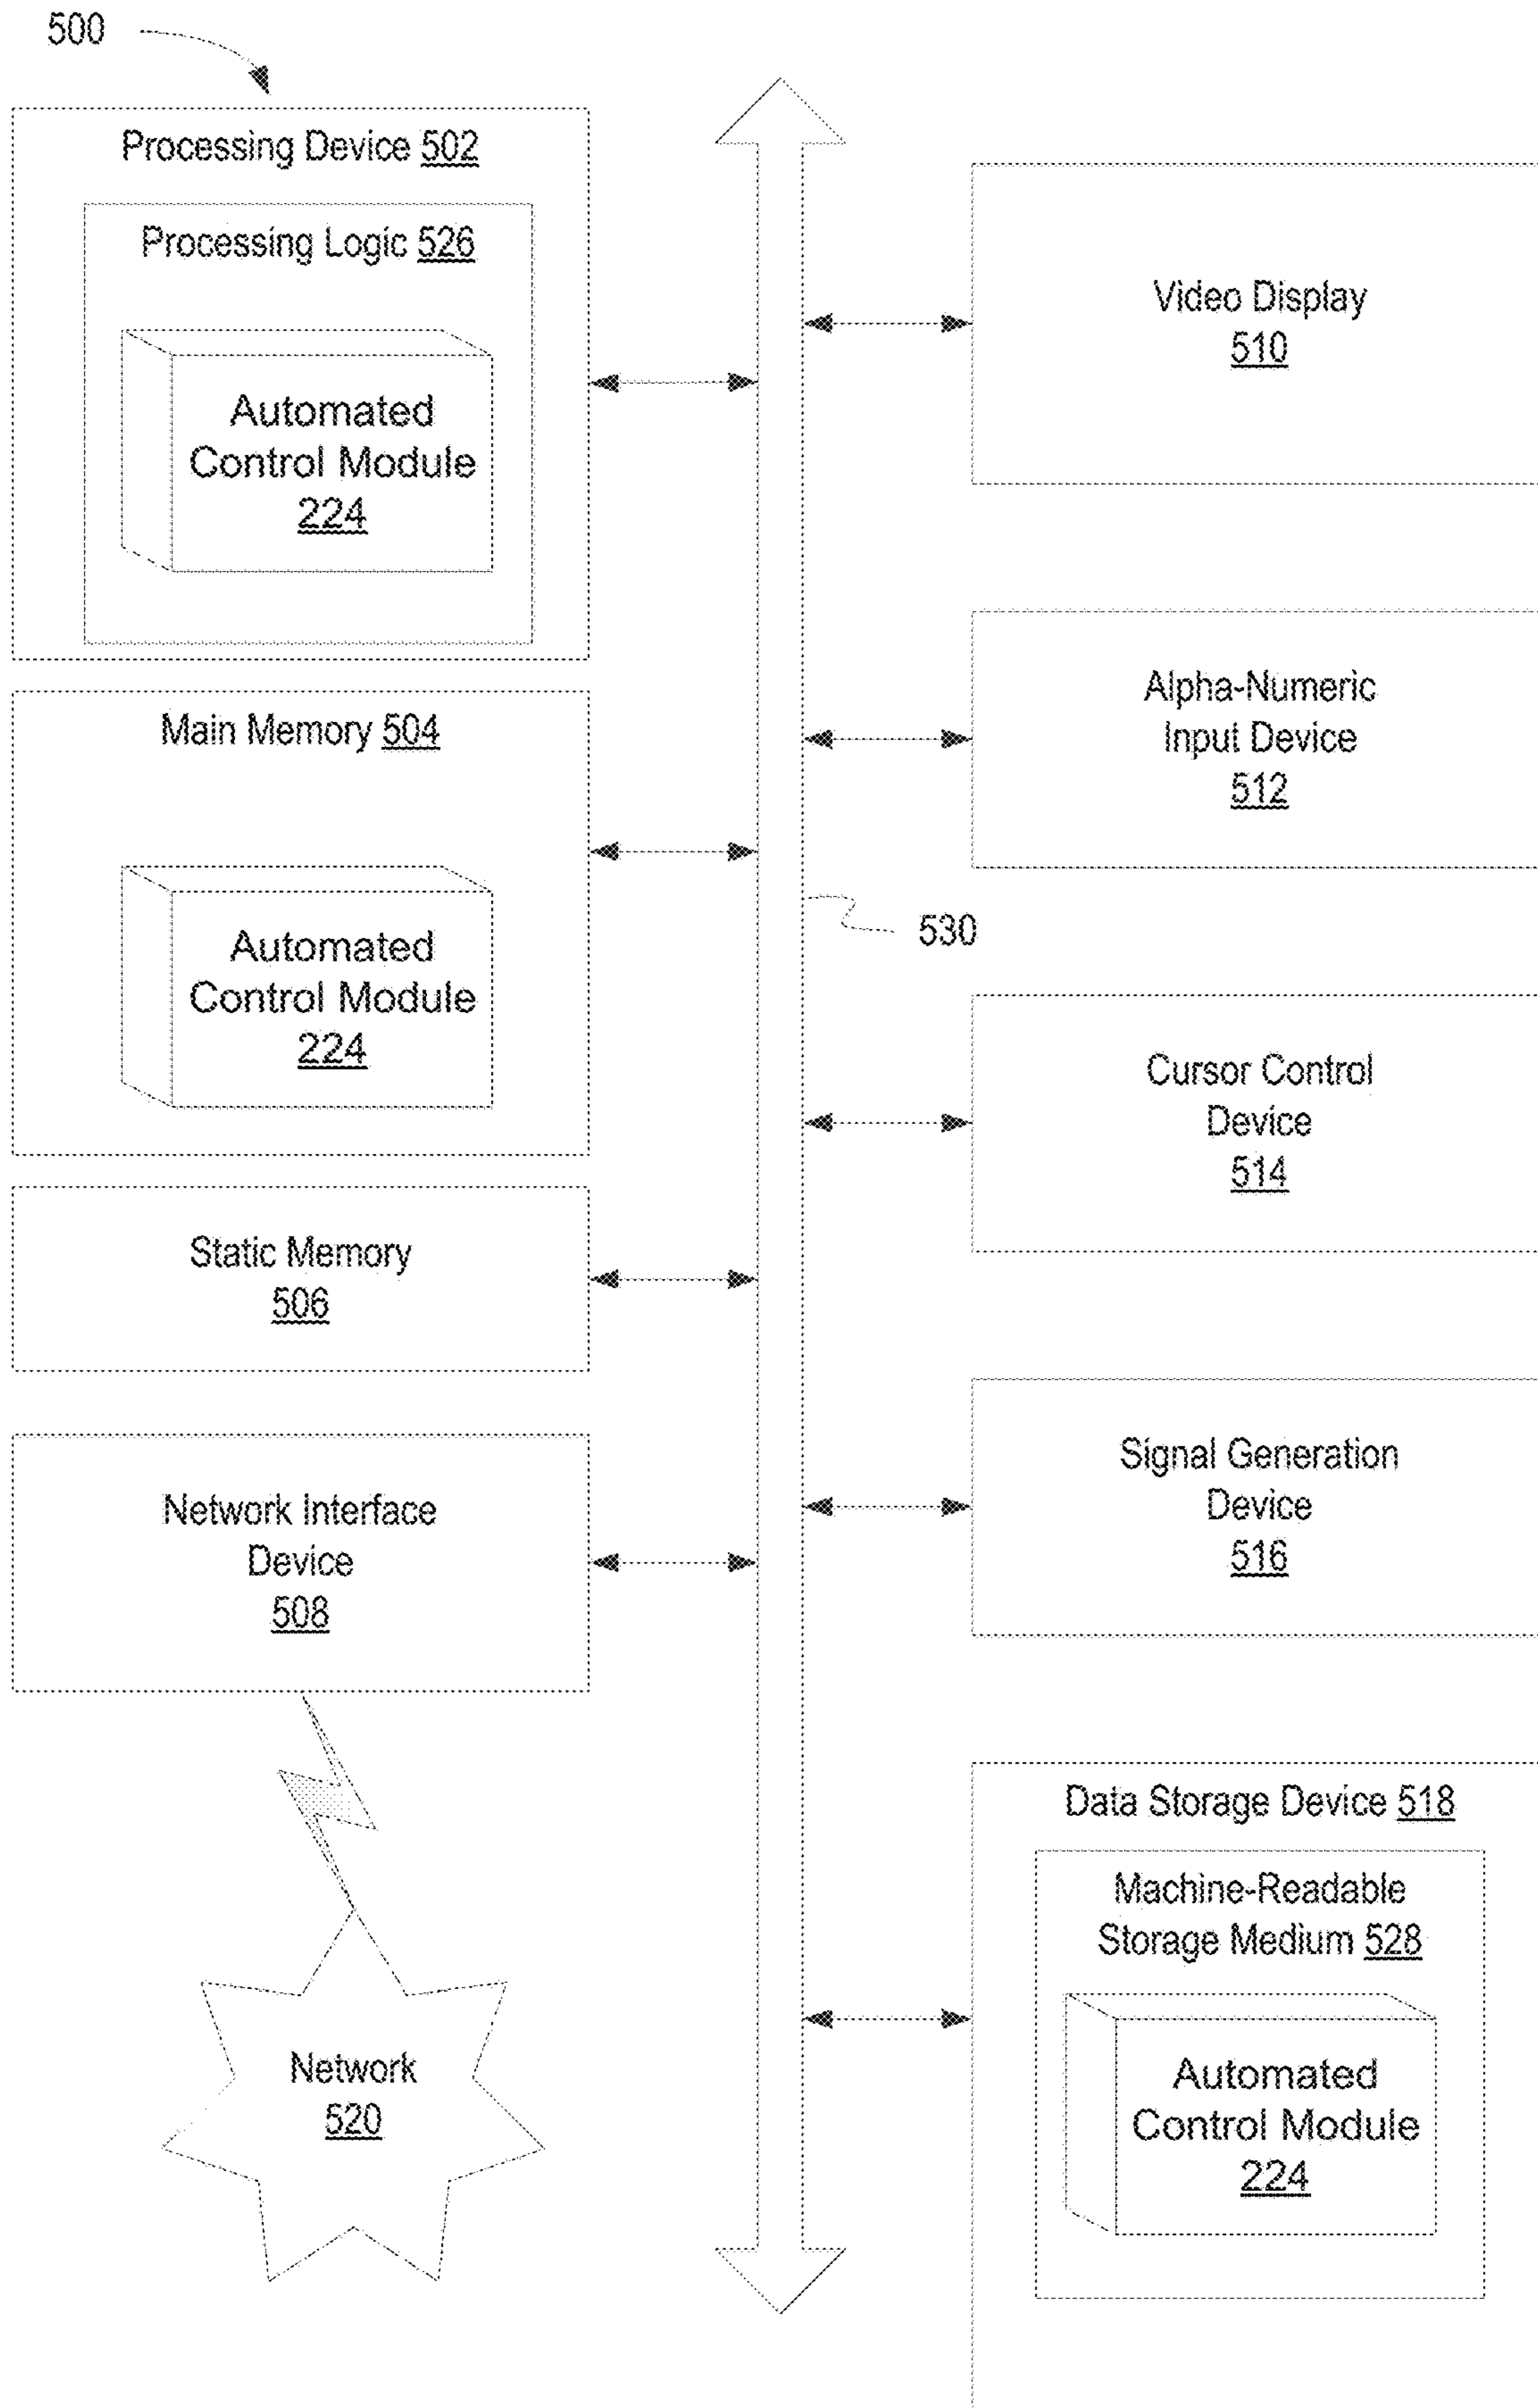 500
Processing Device 502
Processing Logic 526
Automated
Control Module
224
Main Memory 504
Automated
Control Module
224
Static Memory
506
Network Interface
Device
508
Network
520
Video Display
510
Alpha-Numeric
Input Device
512
530
Cursor Control
Device
514
Signal Generation
Device
516
Data Storage Device 518
Machine-Readable
Storage Medium 528
Automated
Control Module
224